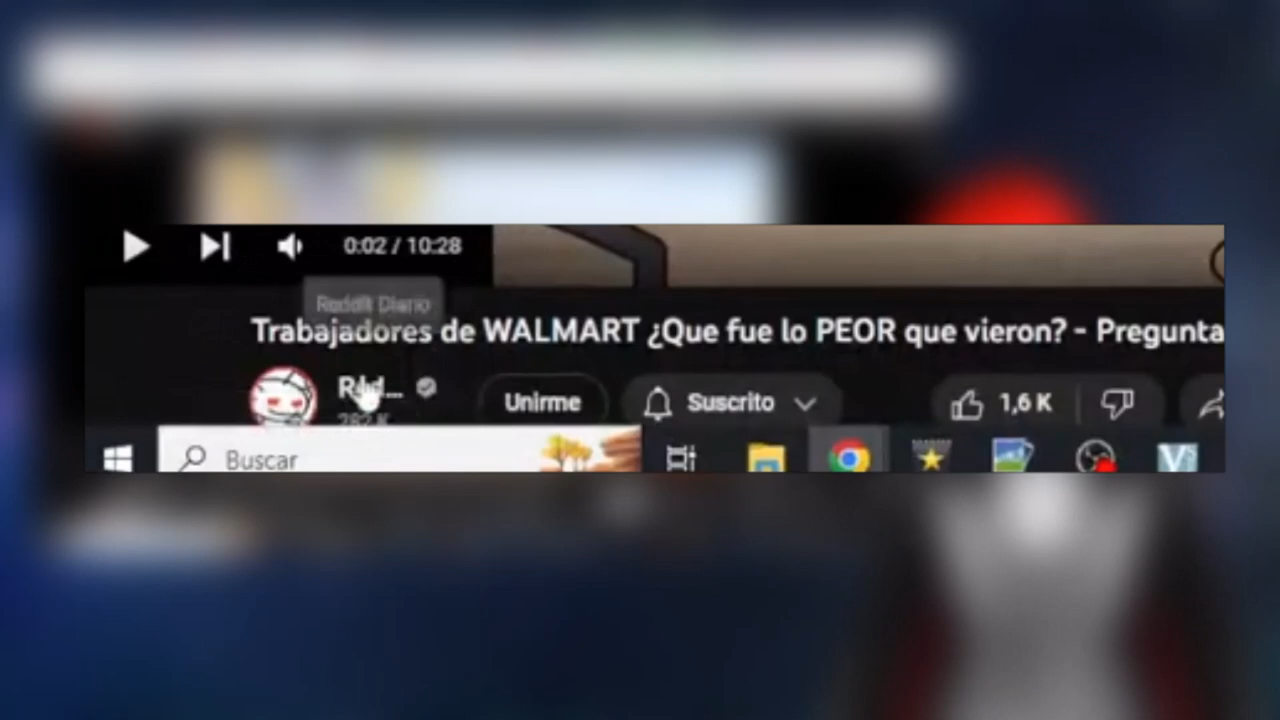 0:02 / 10:28
Reddit Diario
Trabajadores de WALMART ¿Que fue lo PEOR que vieron? - Pregunta
Unirme
Suscrito
1,6 K
282 K
Buscar